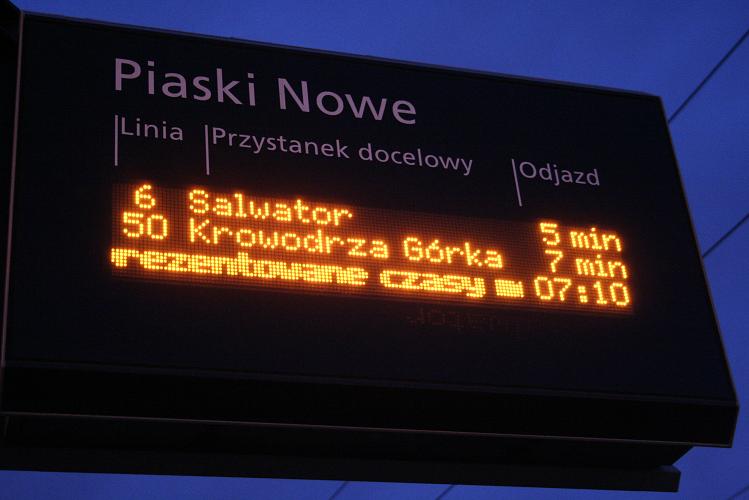 Piaski Nowe
Linia Przystanek docelowy Odjazd
6 Salwator 5 min
50 Krowodrza Górka 7 min
rezentowane czasy 07:10